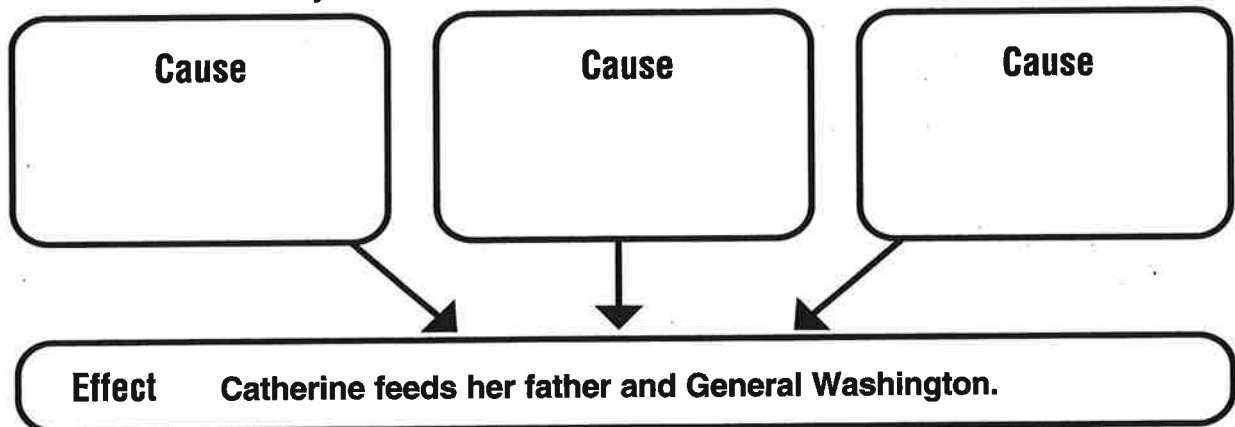 Cause Cause Cause
Effect Catherine feeds her father and General Washington.